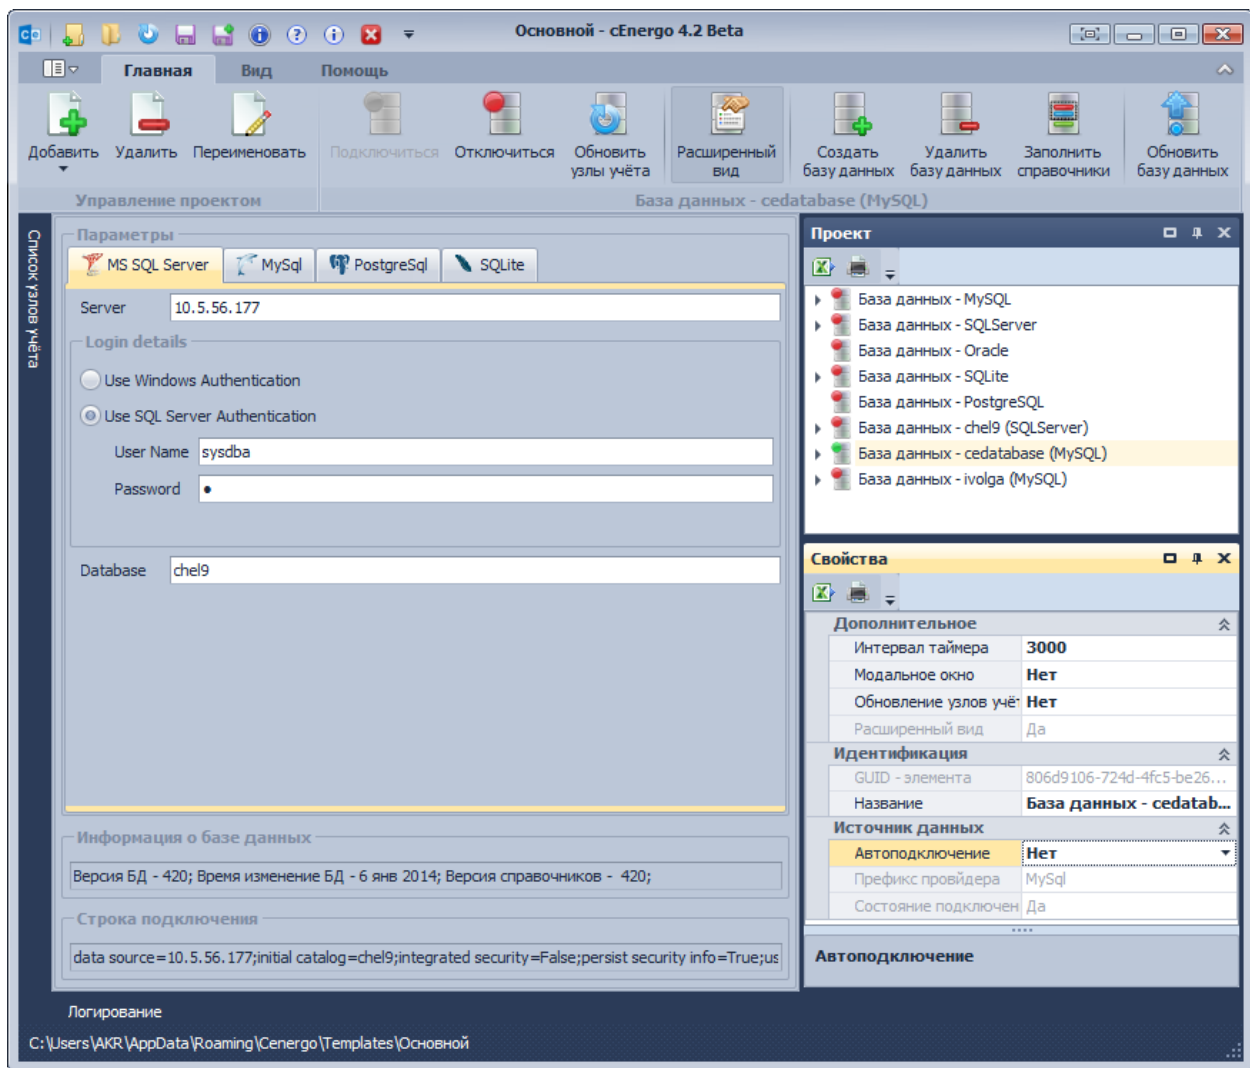 Основной - cEnergo 4.2 Beta
Главная Вид Помощь
Добавить Удалить Переименовать Подключиться Отключиться Обновить узлы учёта Расширенный вид Создать базу данных Удалить базу данных Заполнить справочники Обновить базу данных
Управление проектом База данных - cedatabase (MySQL)
Список узлов учёта
Параметры
MS SQL Server MySql PostgreSql SQLite
Server 10.5.56.177
Login details
Use Windows Authentication
Use SQL Server Authentication
User Name sysdba
Password
Database chel9
Информация о базе данных
Версия БД - 420; Время изменение БД - 6 янв 2014; Версия справочников - 420;
Строка подключения
data source=10.5.56.177;initial catalog=chel9;integrated security=False;persist security info=True;us
Проект
База данных - MySQL
База данных - SQLServer
База данных - Oracle
База данных - SQLite
База данных - PostgreSQL
База данных - chel9 (SQLServer)
База данных - cedatabase (MySQL)
База данных - ivolga (MySQL)
Свойства
Дополнительное
Интервал таймера 3000
Модальное окно Нет
Обновление узлов учёт Нет
Расширенный вид Да
Идентификация
GUID - элемента 806d9106-724d-4fc5-be26...
Название База данных - cedatab...
Источник данных
Автоподключение Нет
Префикс провйдера MySql
Состояние подключен Да
Автоподключение
Логирование
C:\Users\AKR\AppData\Roaming\Cenergo\Templates\Основной